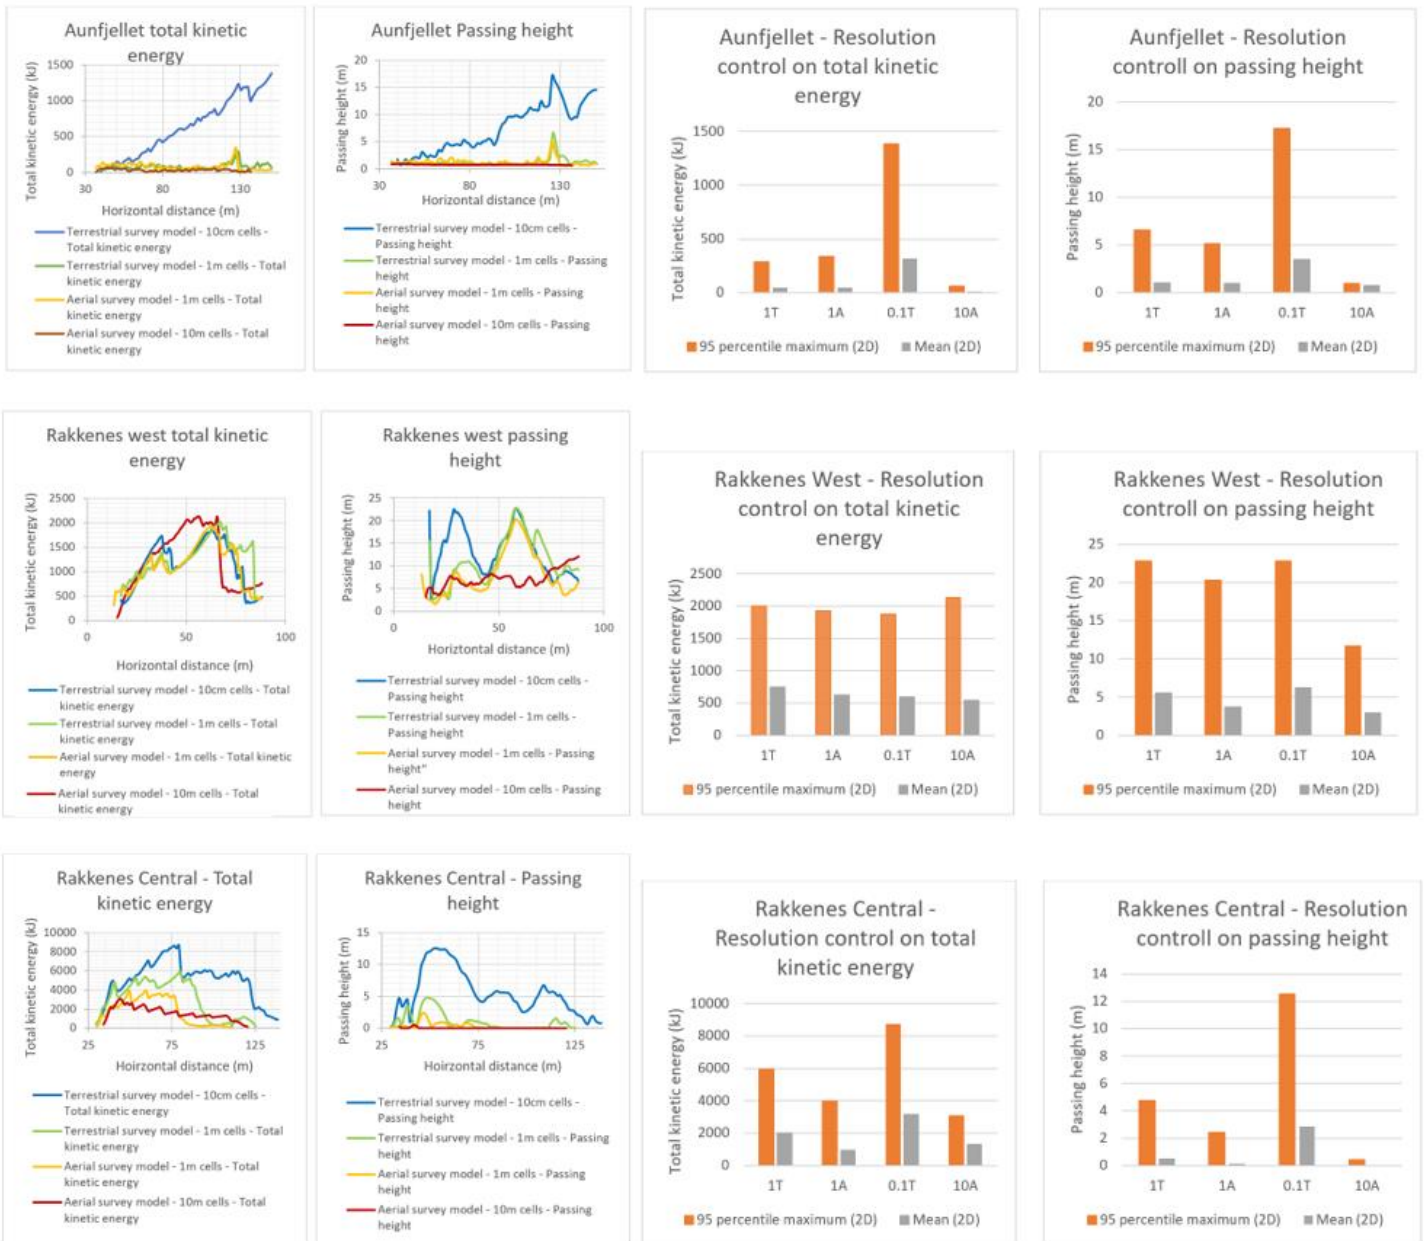 Aunfjellet total kinetic
energy
Total kinetic energy (kJ)
1500
1000
500
0
30
80
130
Horizontal distance (m)
Terrestrial survey model - 10cm cells -
Total kinetic energy
Terrestrial survey model - 1m cells - Total
kinetic energy
Aerial survey model - 1m cells - Total
kinetic energy
Aerial survey model - 10m cells - Total
kinetic energy
Aunfjellet Passing height
Passing height (m)
20
15
10
5
0
30
80
130
Horizontal distance (m)
Terrestrial survey model - 10cm cells -
Passing height
Terrestrial survey model - 1m cells - Passing
height
Aerial survey model - 1m cells - Passing
height
Aerial survey model - 10m cells - Passing
height
Aunfjellet - Resolution
control on total kinetic
energy
Total kinetic energy (kJ)
1500
1000
500
0
1T 1A 0.1T 10A
95 percentile maximum (2D) Mean (2D)
Aunfjellet - Resolution
controll on passing height
Passing height (m)
20
15
10
5
0
1T 1A 0.1T 10A
95 percentile maximum (2D) Mean (2D)
Rakkenes west total kinetic
energy
Total kinetic energy (kJ)
2500
2000
1500
1000
500
0
0 50 100
Horizontal distance (m)
Terrestrial survey model - 10cm cells - Total
kinetic energy
Terrestrial survey model - 1m cells - Total
kinetic energy
Aerial survey model - 1m cells - Total kinetic
energy
Aerial survey model - 10m cells - Total
kinetic energy
Rakkenes west passing
height
Passing height (m)
25
20
15
10
5
0
0 50 100
Horiztontal distance (m)
Terrestrial survey model - 10cm cells -
Passing height
Terrestrial survey model - 1m cells -
Passing height
Aerial survey model - 1m cells - Passing
height"
Aerial survey model - 10m cells - Passing
height
Rakkenes West - Resolution
control on total kinetic
energy
Total kinetic energy (kJ)
2500
2000
1500
1000
500
0
1T 1A 0.1T 10A
95 percentile maximum (2D) Mean (2D)
Rakkenes West - Resolution
controll on passing height
Passing height (m)
25
20
15
10
5
0
1T 1A 0.1T 10A
95 percentile maximum (2D) Mean (2D)
Rakkenes Central - Total
kinetic energy
Total kinetic energy (kJ)
10000
8000
6000
4000
2000
0
25 75 125
Hoirzontal distance (m)
Terrestrial survey model - 10cm cells -
Total kinetic energy
Terrestrial survey model - 1m cells - Total
kinetic energy
Aerial survey model - 1m cells - Total
kinetic energy
Aerial survey model - 10m cells - Total
kinetic energy
Rakkenes Central - Passing
height
Passing height (m)
15
10
5
0
25 75 125
Hoirzontal distance (m)
Terrestrial survey model - 10cm cells -
Passing height
Terrestrial survey model - 1m cells - Passing
height
Aerial survey model - 1m cells - Passing
height
Aerial survey model - 10m cells - Passing
height
Rakkenes Central -
Resolution control on total
kinetic energy
Total kinetic energy (kJ)
10000
8000
6000
4000
2000
0
1T 1A 0.1T 10A
95 percentile maximum (2D) Mean (2D)
Rakkenes Central - Resolution
controll on passing height
Passing height (m)
14
12
10
8
6
4
2
0
1T 1A 0.1T 10A
95 percentile maximum (2D) Mean (2D)